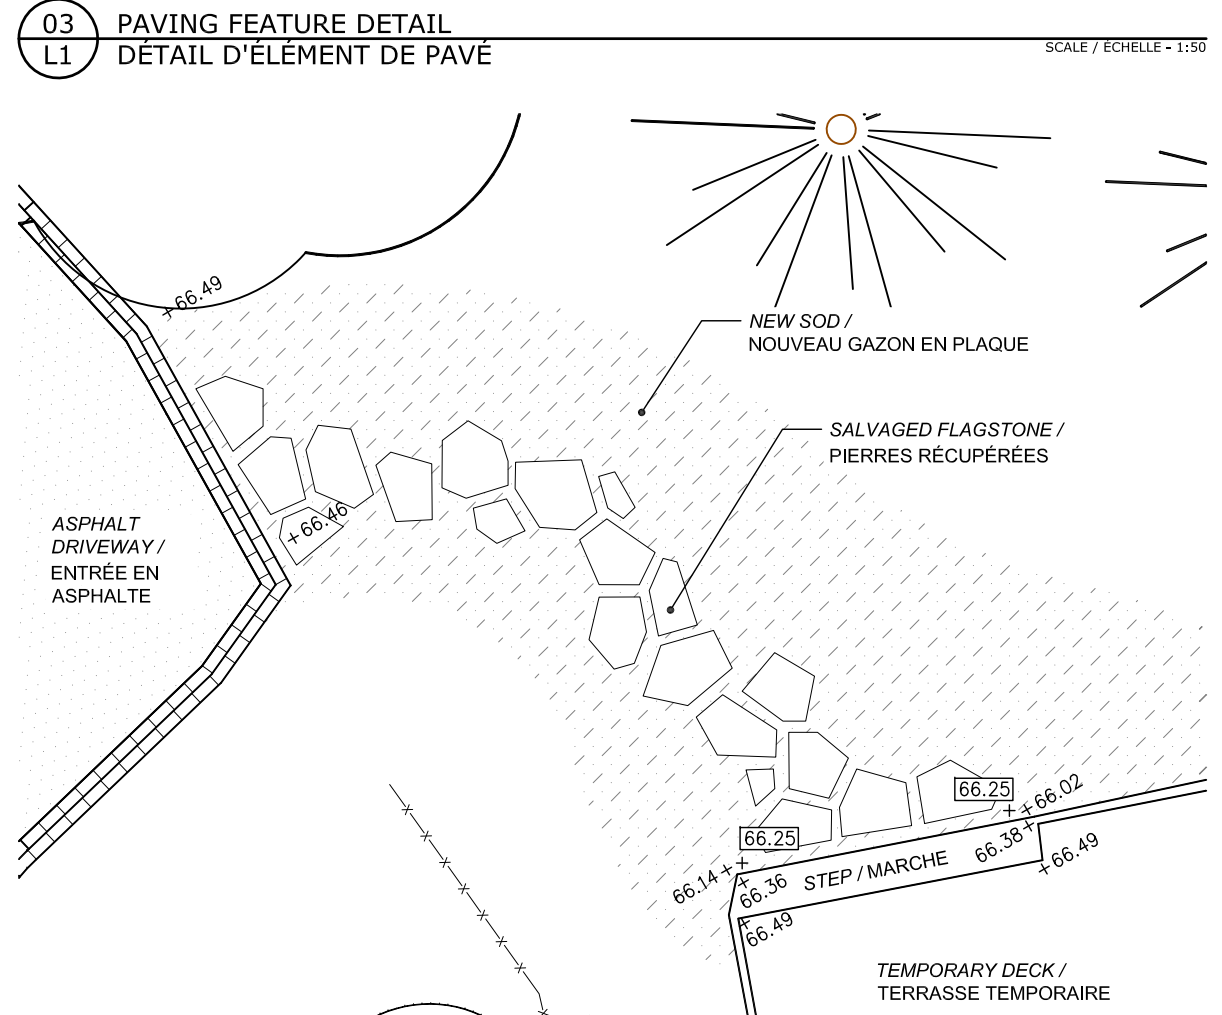 03
L1
PAVING FEATURE DETAIL
DÉTAIL D'ÉLÉMENT DE PAVÉ
SCALE / ÉCHELLE - 1:50
66.49
NEW SOD /
NOUVEAU GAZON EN PLAQUE
SALVAGED FLAGSTONE /
PIERRES RÉCUPÉRÉES
66.46
ASPHALT
DRIVEWAY /
ENTRÉE EN
ASPHALTE
66.25
66.02
66.25
66.38
66.49
66.14
66.36
STEP / MARCHE
66.49
TEMPORARY DECK /
TERRASSE TEMPORAIRE